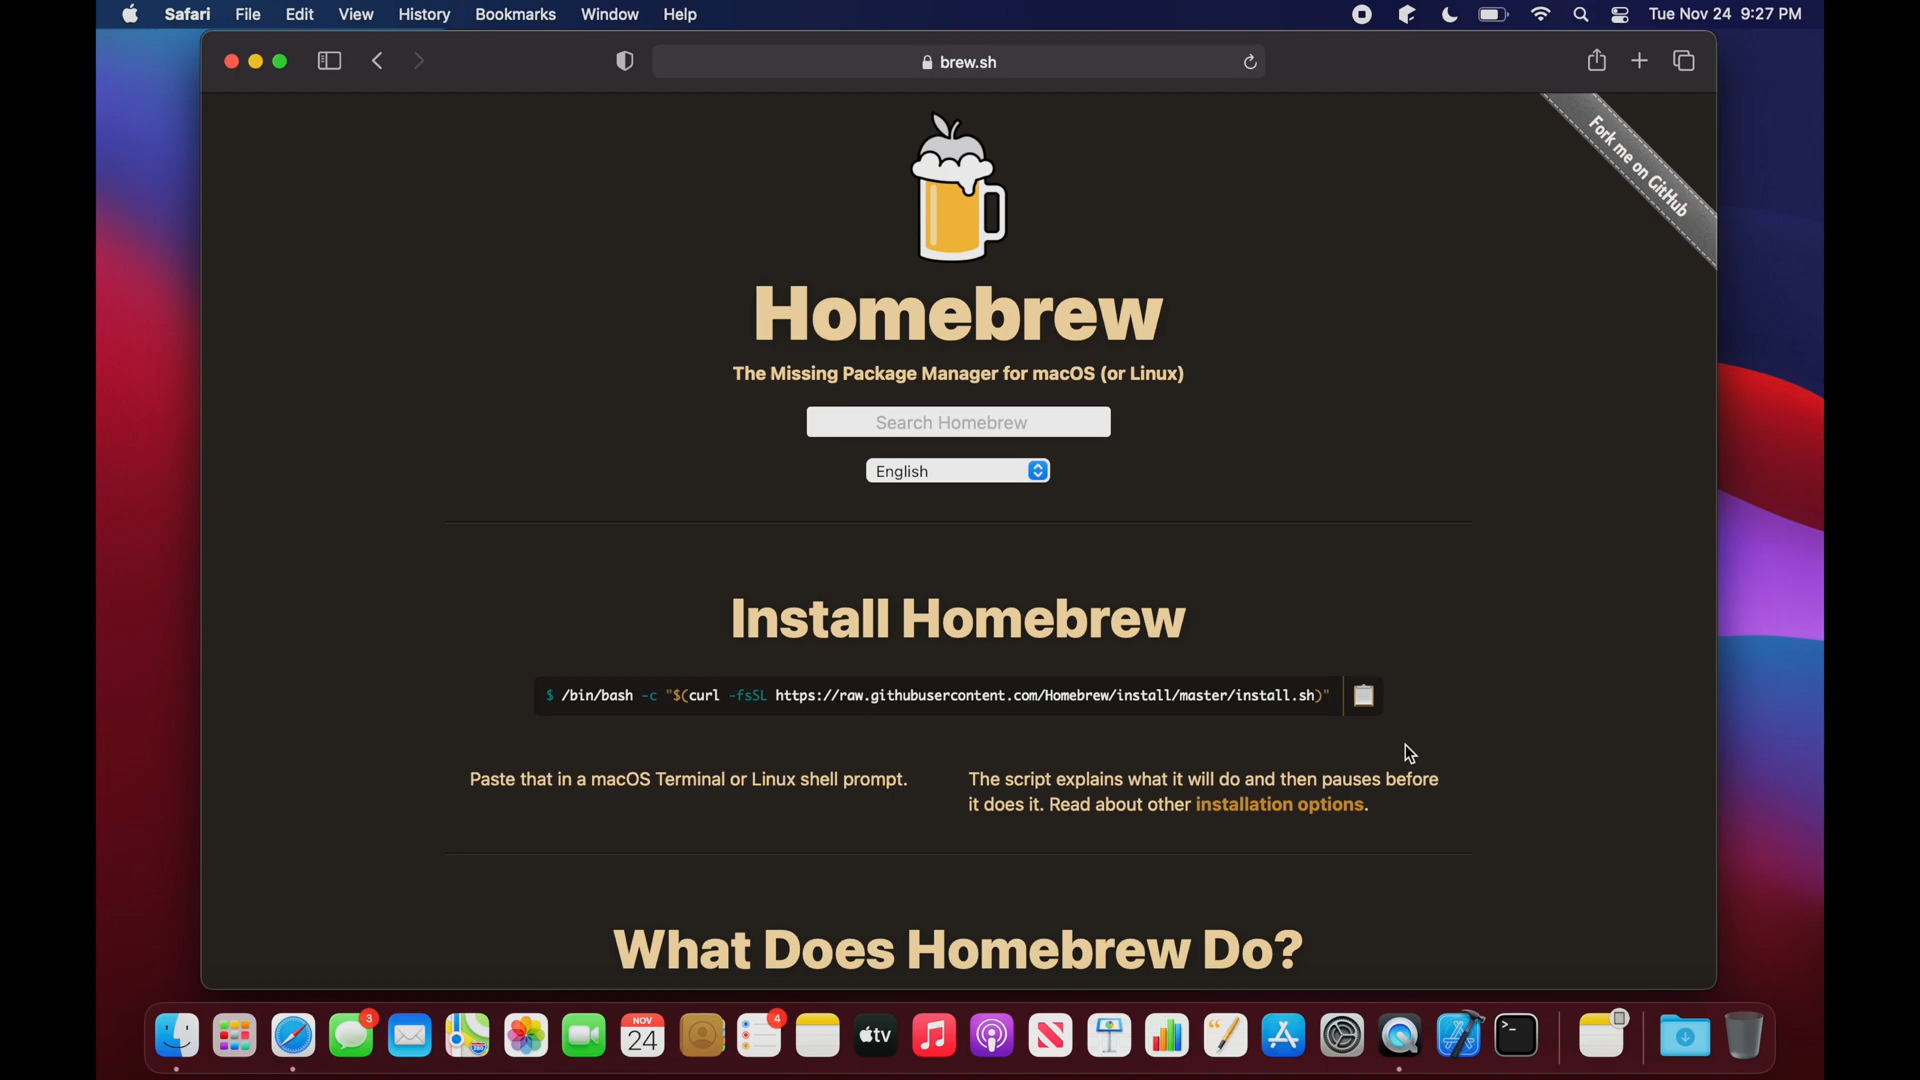 Safari File Edit View History Bookmarks Window Help Tue Nov 24 9:27 PM
brew.sh
Fork me on GitHub
Homebrew
The Missing Package Manager for macOS (or Linux)
Search Homebrew
English
Install Homebrew
$ /bin/bash -c "$(curl -fsSL https://raw.githubusercontent.com/Homebrew/install/master/install.sh)"
Paste that in a macOS Terminal or Linux shell prompt.
The script explains what it will do and then pauses before
it does it. Read about other installation options.
What Does Homebrew Do?
3
NOV
24
4
tv
>_